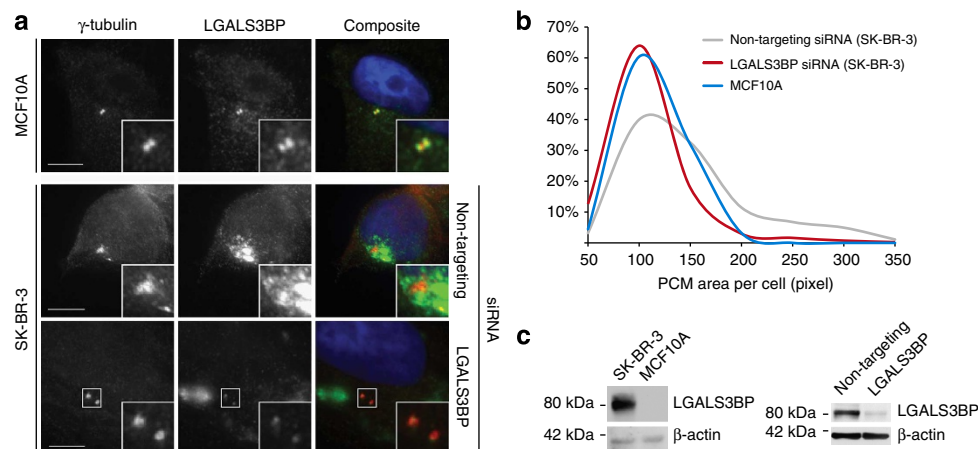 a
γ-tubulin LGALS3BP Composite
MCF10A
SK-BR-3
Non-targeting
LGALS3BP
siRNA
b
70%
60%
50%
40%
30%
20%
10%
50 100 150 200 250 300 350
PCM area per cell (pixel)
Non-targeting siRNA (SK-BR-3)
LGALS3BP siRNA (SK-BR-3)
MCF10A
c
SK-BR-3
MCF10A
80 kDa
LGALS3BP
42 kDa
β-actin
Non-targeting
LGALS3BP
80 kDa
LGALS3BP
42 kDa
β-actin